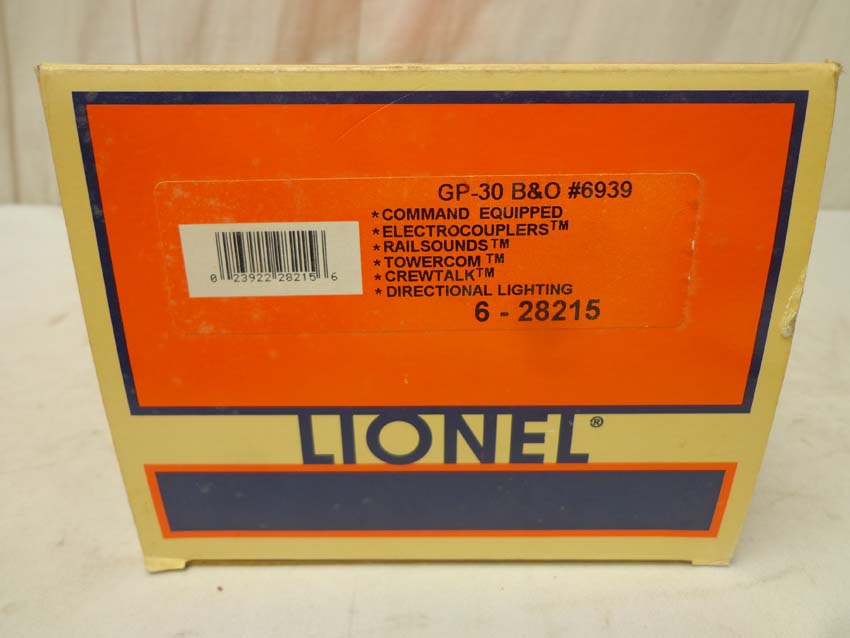 GP-30 B&O #6939
*COMMAND EQUIPPED
*ELECTROCOUPLERS™
*RAILSOUNDS™
*TOWERCOM™
*CREWTALK™
*DIRECTIONAL LIGHTING
6 - 28215
0 23922 28215 6
LIONEL®